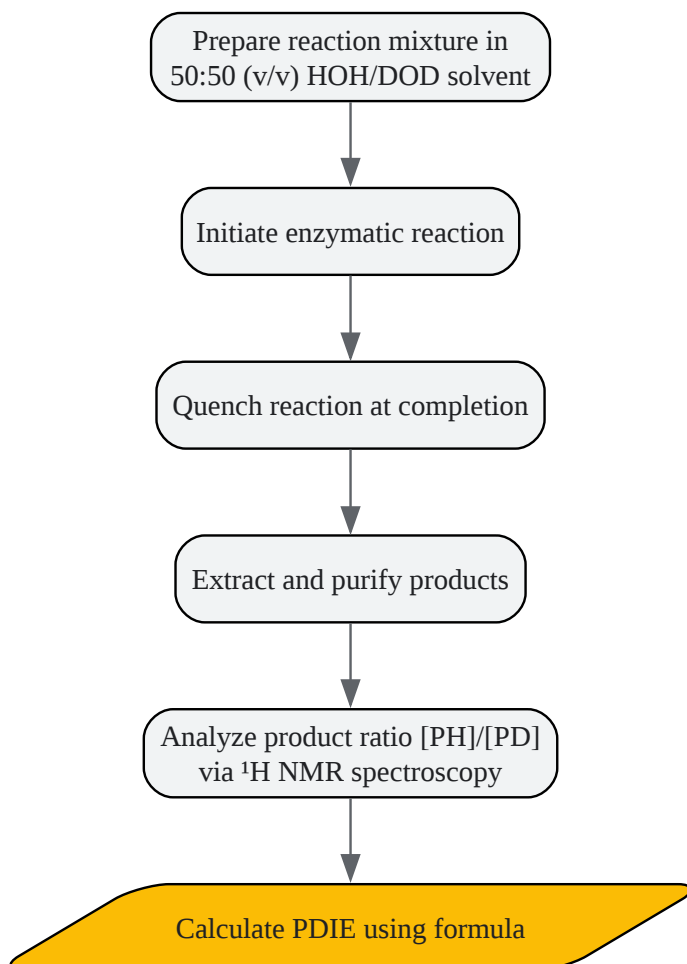 Prepare reaction mixture in
50:50 (v/v) HOH/DOD solvent
Initiate enzymatic reaction
Quench reaction at completion
Extract and purify products
Analyze product ratio [PH]/[PD]
via ¹H NMR spectroscopy
Calculate PDIE using formula